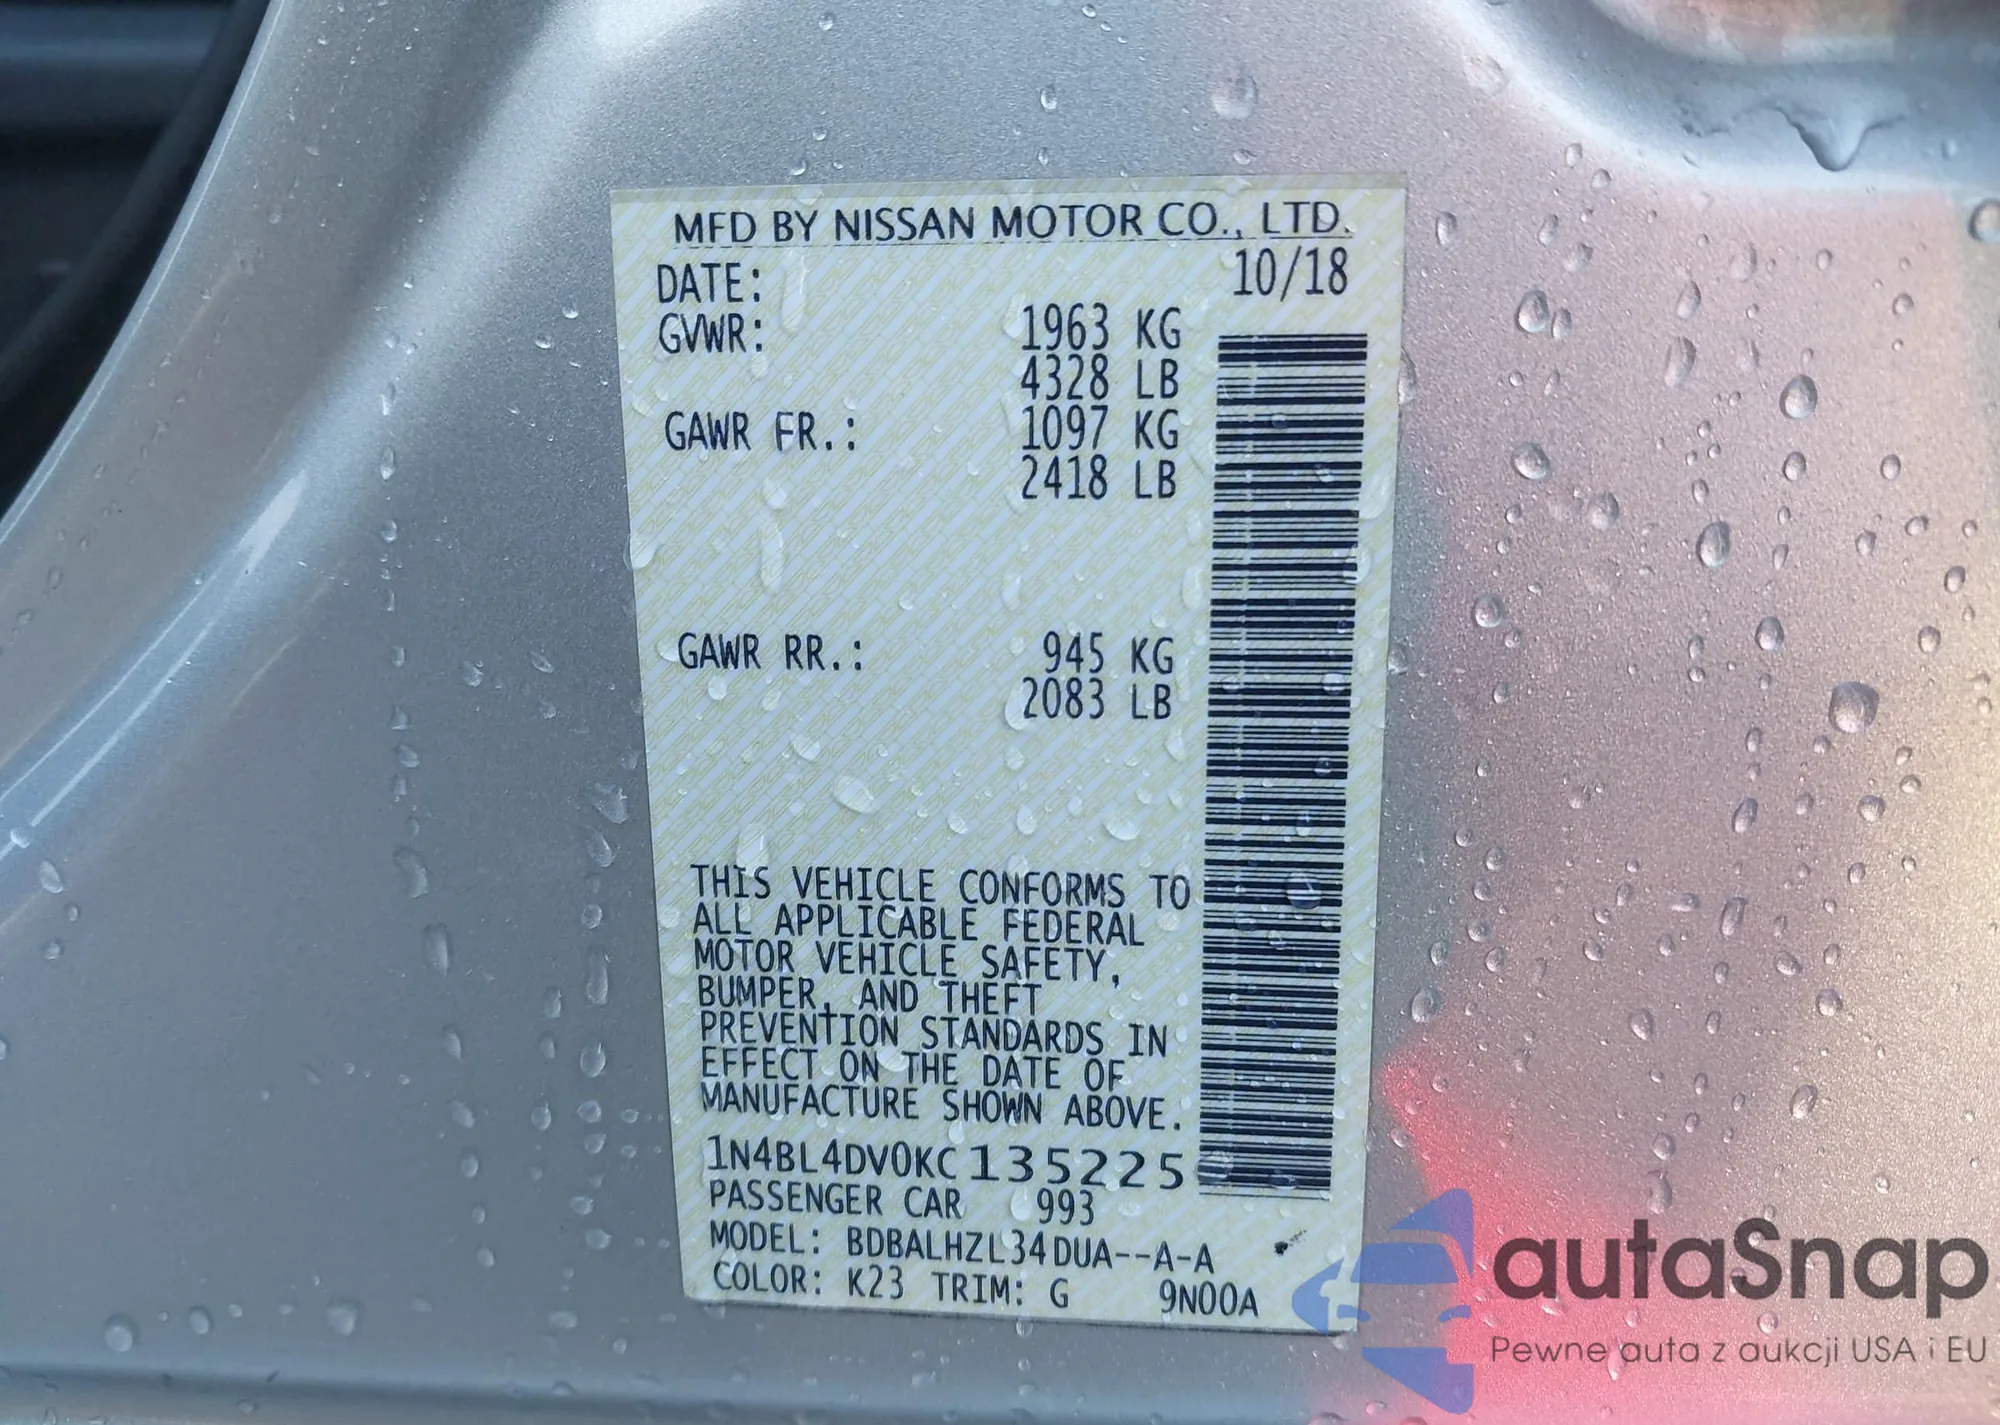 MFD BY NISSAN MOTOR CO., LTD.
DATE: 10/18
GVWR: 1963 KG
4328 LB
GAWR FR.: 1097 KG
2418 LB
GAWR RR.: 945 KG
2083 LB
THIS VEHICLE CONFORMS TO
ALL APPLICABLE FEDERAL
MOTOR VEHICLE SAFETY,
BUMPER, AND THEFT
PREVENTION STANDARDS IN
EFFECT ON THE DATE OF
MANUFACTURE SHOWN ABOVE.
1N4BL4DV0KC135225
PASSENGER CAR 993
MODEL: BDBALHZL34DUA--A-A
COLOR: K23 TRIM: G 9N00A
autaSnap
Pewne auta z aukcji USA i EU